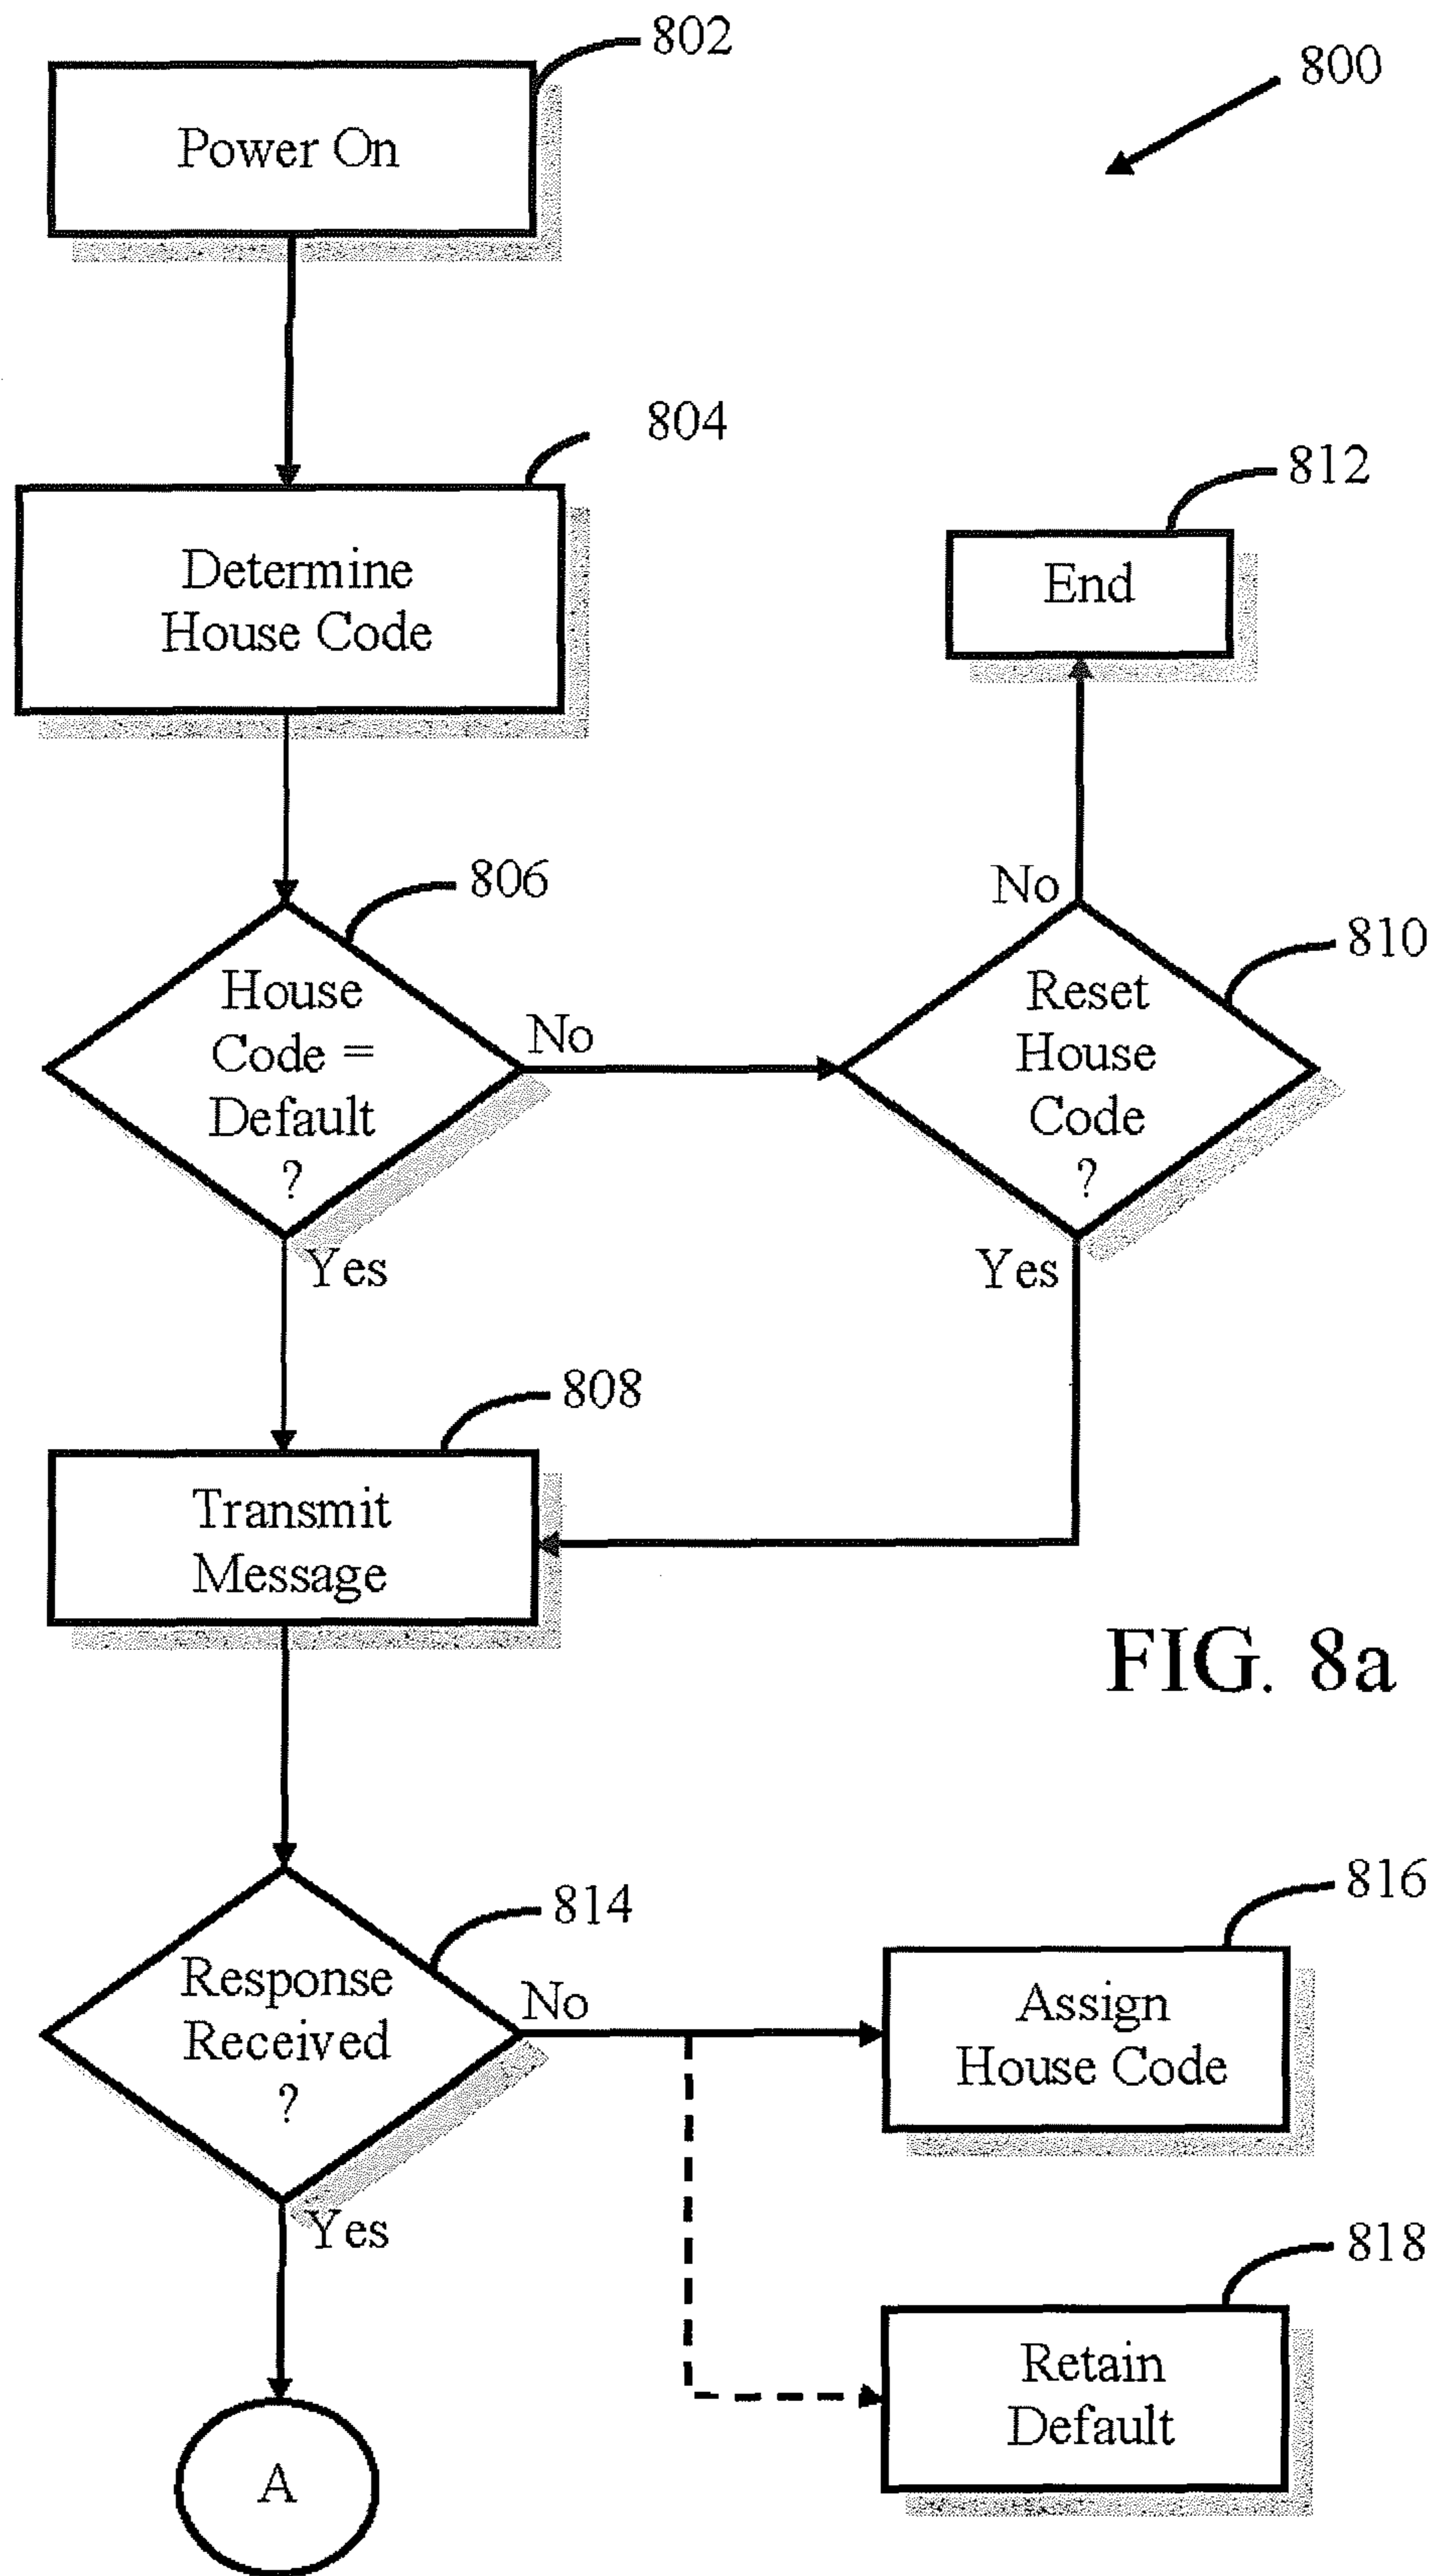 802
800
Power On
804
812
Determine
House Code
End
806
No
810
House
Code =
Default
?
No
Reset
House
Code
?
Yes
Yes
808
Transmit
Message
FIG. 8a
814
816
Response
Received
?
No
Assign
House Code
Yes
818
Retain
Default
A